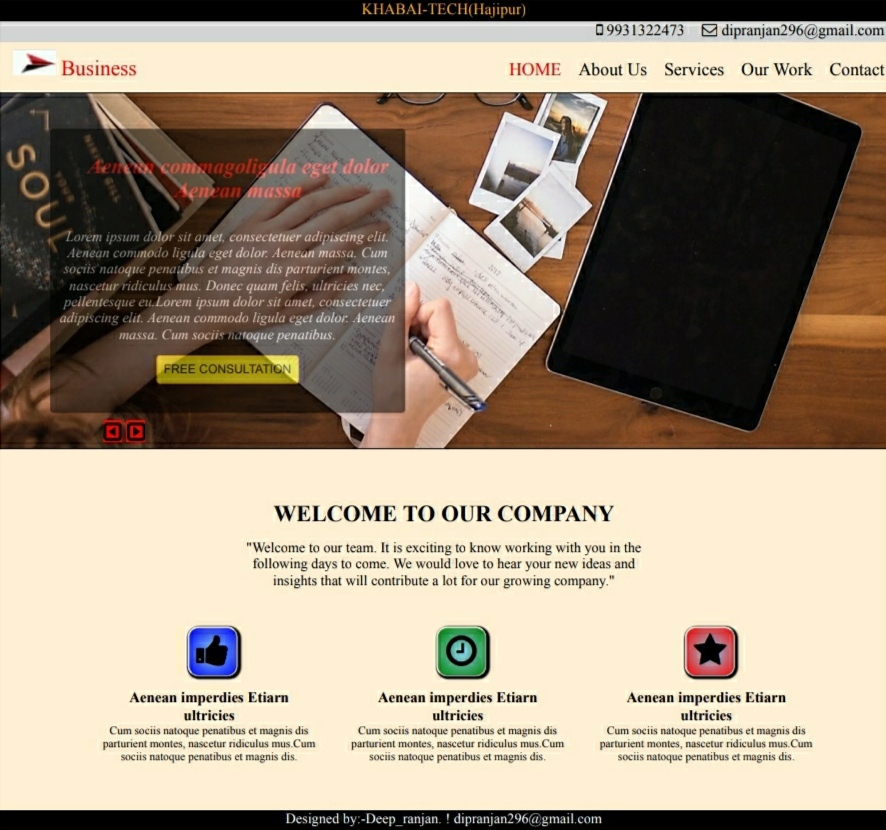 KHABAI-TECH(Hajipur)
9931322473 dipranjan296@gmail.com
Business HOME About Us Services Our Work Contact
SOUL
Aenean commagoligula eget dolor
Aenean massa
Lorem ipsum dolor sit amet, consectetuer adipiscing elit.
Aenean commodo ligula eget dolor. Aenean massa. Cum
sociis natoque penatibus et magnis dis parturient montes,
nascetur ridiculus mus. Donec quam felis, ultricies nec,
pellentesque eu.Lorem ipsum dolor sit amet, consectetuer
adipiscing elit. Aenean commodo ligula eget dolor. Aenean
massa. Cum sociis natoque penatibus.
FREE CONSULTATION
WELCOME TO OUR COMPANY
"Welcome to our team. It is exciting to know working with you in the
following days to come. We would love to hear your new ideas and
insights that will contribute a lot for our growing company."
Aenean imperdies Etiarn
ultricies
Cum sociis natoque penatibus et magnis dis
parturient montes, nascetur ridiculus mus.Cum
sociis natoque penatibus et magnis dis.
Aenean imperdies Etiarn
ultricies
Cum sociis natoque penatibus et magnis dis
parturient montes, nascetur ridiculus mus.Cum
sociis natoque penatibus et magnis dis.
Aenean imperdies Etiarn
ultricies
Cum sociis natoque penatibus et magnis dis
parturient montes, nascetur ridiculus mus.Cum
sociis natoque penatibus et magnis dis.
Designed by:-Deep_ranjan. ! dipranjan296@gmail.com